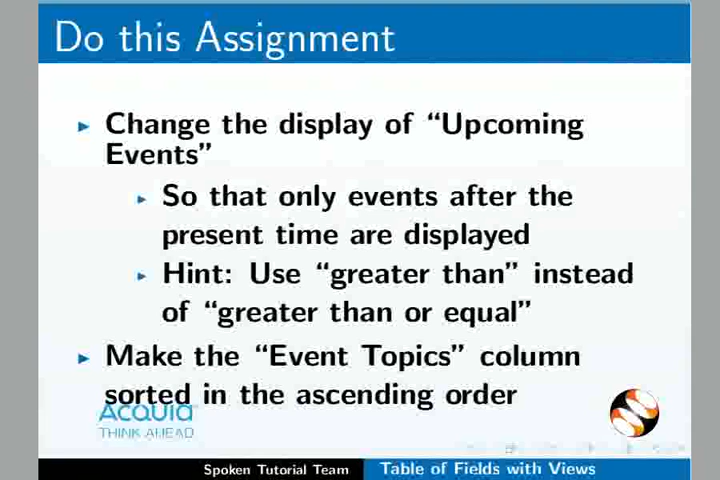 Do this Assignment
Change the display of “Upcoming
Events”
So that only events after the
present time are displayed
Hint: Use “greater than” instead
of “greater than or equal”
Make the “Event Topics” column
sorted in the ascending order
ACQUIA
THINK AHEAD
Spoken Tutorial Team
Table of Fields with Views